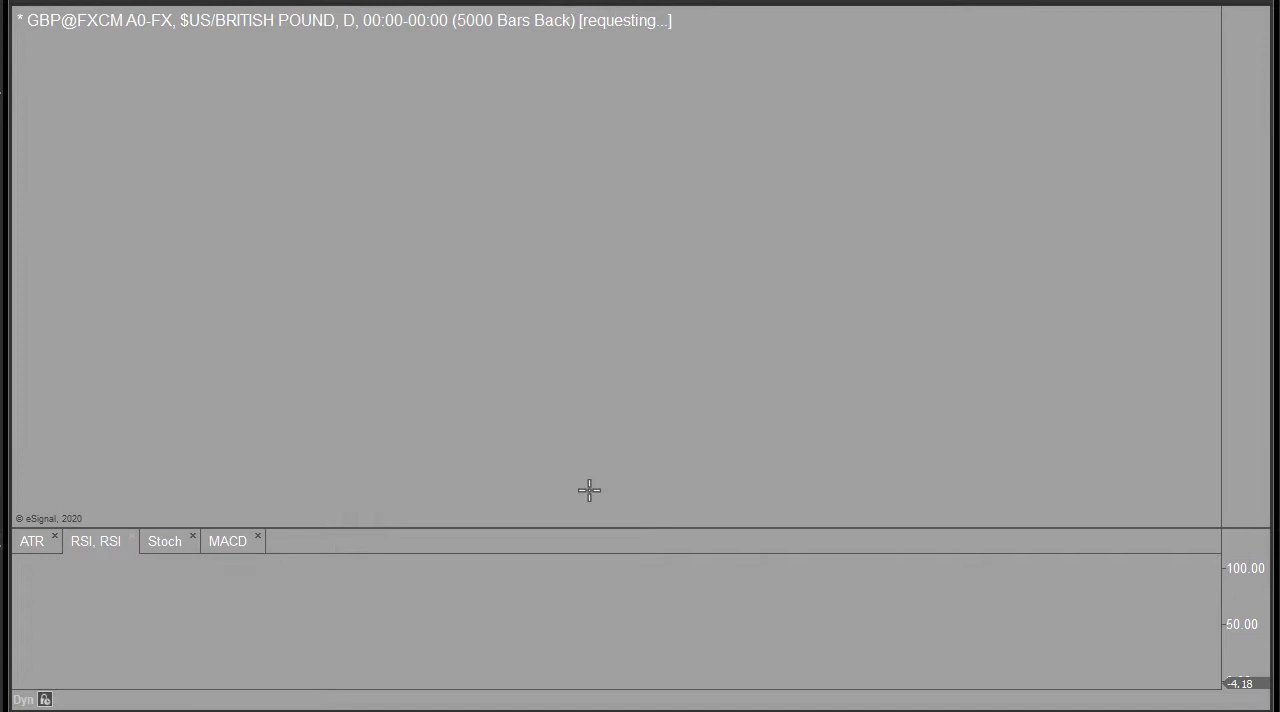 * GBP@FXCM A0-FX, $US/BRITISH POUND, D, 00:00-00:00 (5000 Bars Back) [requesting...]
© eSignal, 2020
ATR RSI, RSI Stoch MACD
100.00
50.00
-4.18
Dyn